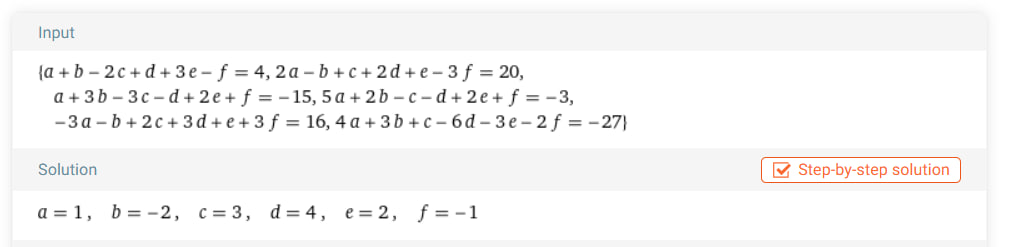 Input
{a + b − 2 c + d + 3 e − f = 4, 2 a − b + c + 2 d + e − 3 f = 20,
a + 3 b − 3 c − d + 2 e + f = −15, 5 a + 2 b − c − d + 2 e + f = −3,
−3 a − b + 2 c + 3 d + e + 3 f = 16, 4 a + 3 b + c − 6 d − 3 e − 2 f = −27}
Solution
Step-by-step solution
a = 1, b = −2, c = 3, d = 4, e = 2, f = −1